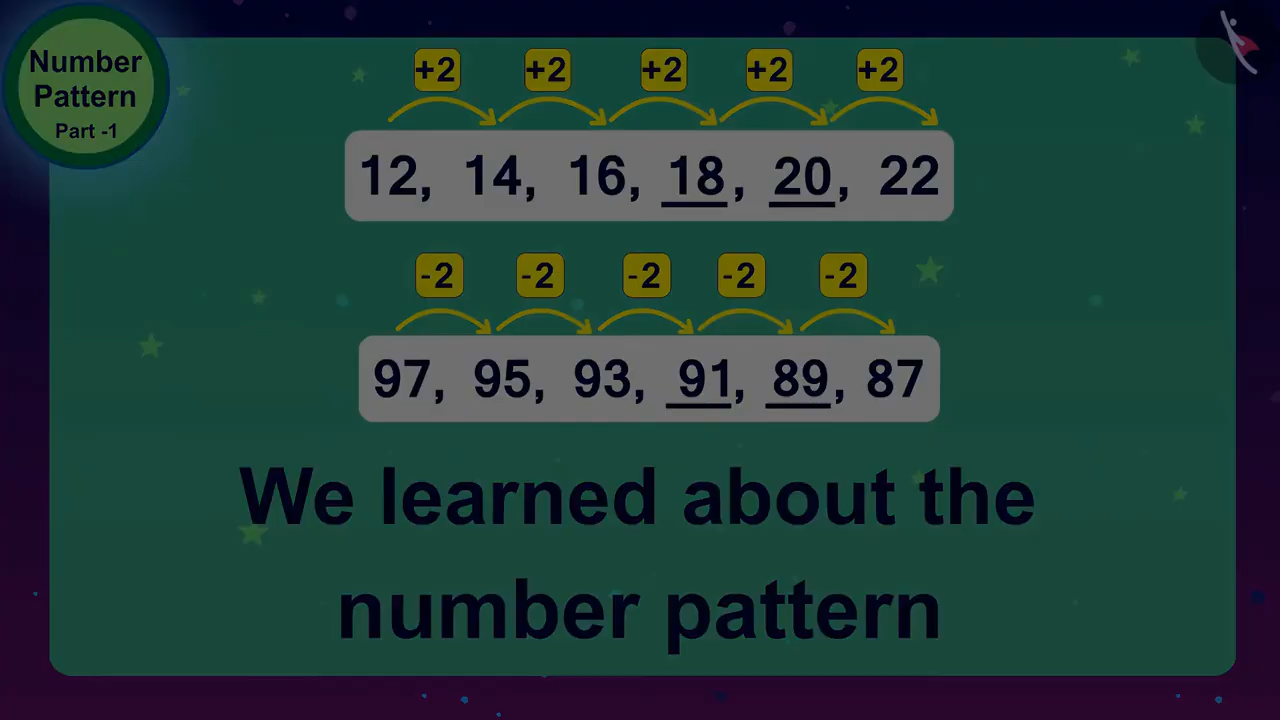 Number
Pattern
Part -1
+2 +2 +2 +2 +2
12, 14, 16, 18, 20, 22
-2 -2 -2 -2 -2
97, 95, 93, 91, 89, 87
We learned about the
number pattern